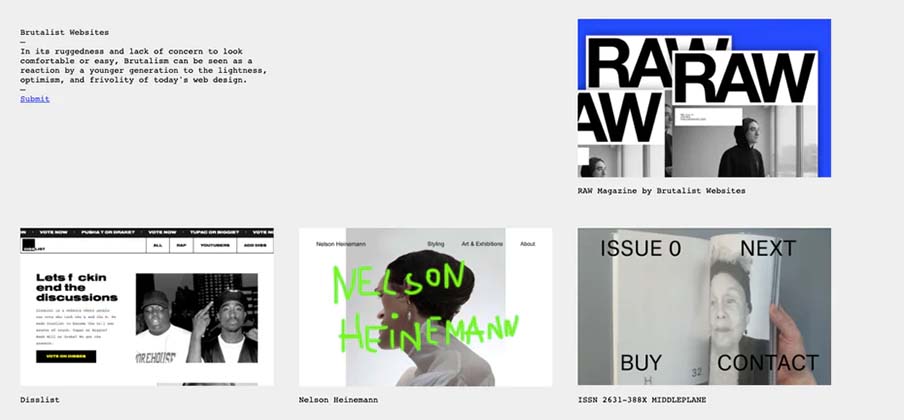 Brutalist Websites
—
In its ruggedness and lack of concern to look
comfortable or easy, Brutalism can be seen as a
reaction by a younger generation to the lightness,
optimism, and frivolity of today's web design.
—
Submit
RAW
RAW
AW
RAW Magazine by Brutalist Websites
VOTE NOW · PUSHA T OR DRAKE? · VOTE NOW · TUPAC OR BIGGIE? · VOTE N
LIST
ALL
RAP
YOUTUBERS
ADD DISS
Lets f ckin
end the
discussions
VOTE ON DISSES
Disslist
Nelson Heinemann
Styling
Art & Exhibitions
About
NELSON
HEINEMANN
Nelson Heinemann
ISSUE 0
NEXT
BUY
CONTACT
H
32
ISSN 2631-388X MIDDLEPLANE